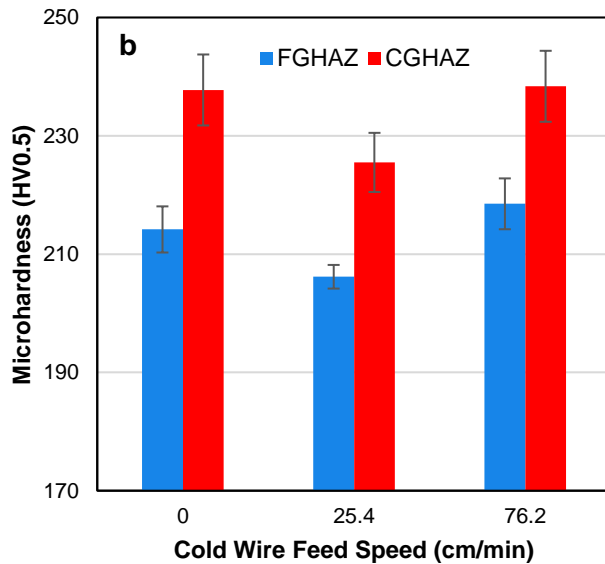 250
b
FGHAZ CGHAZ
230
210
190
170
Microhardness (HV0.5)
0 25.4 76.2
Cold Wire Feed Speed (cm/min)